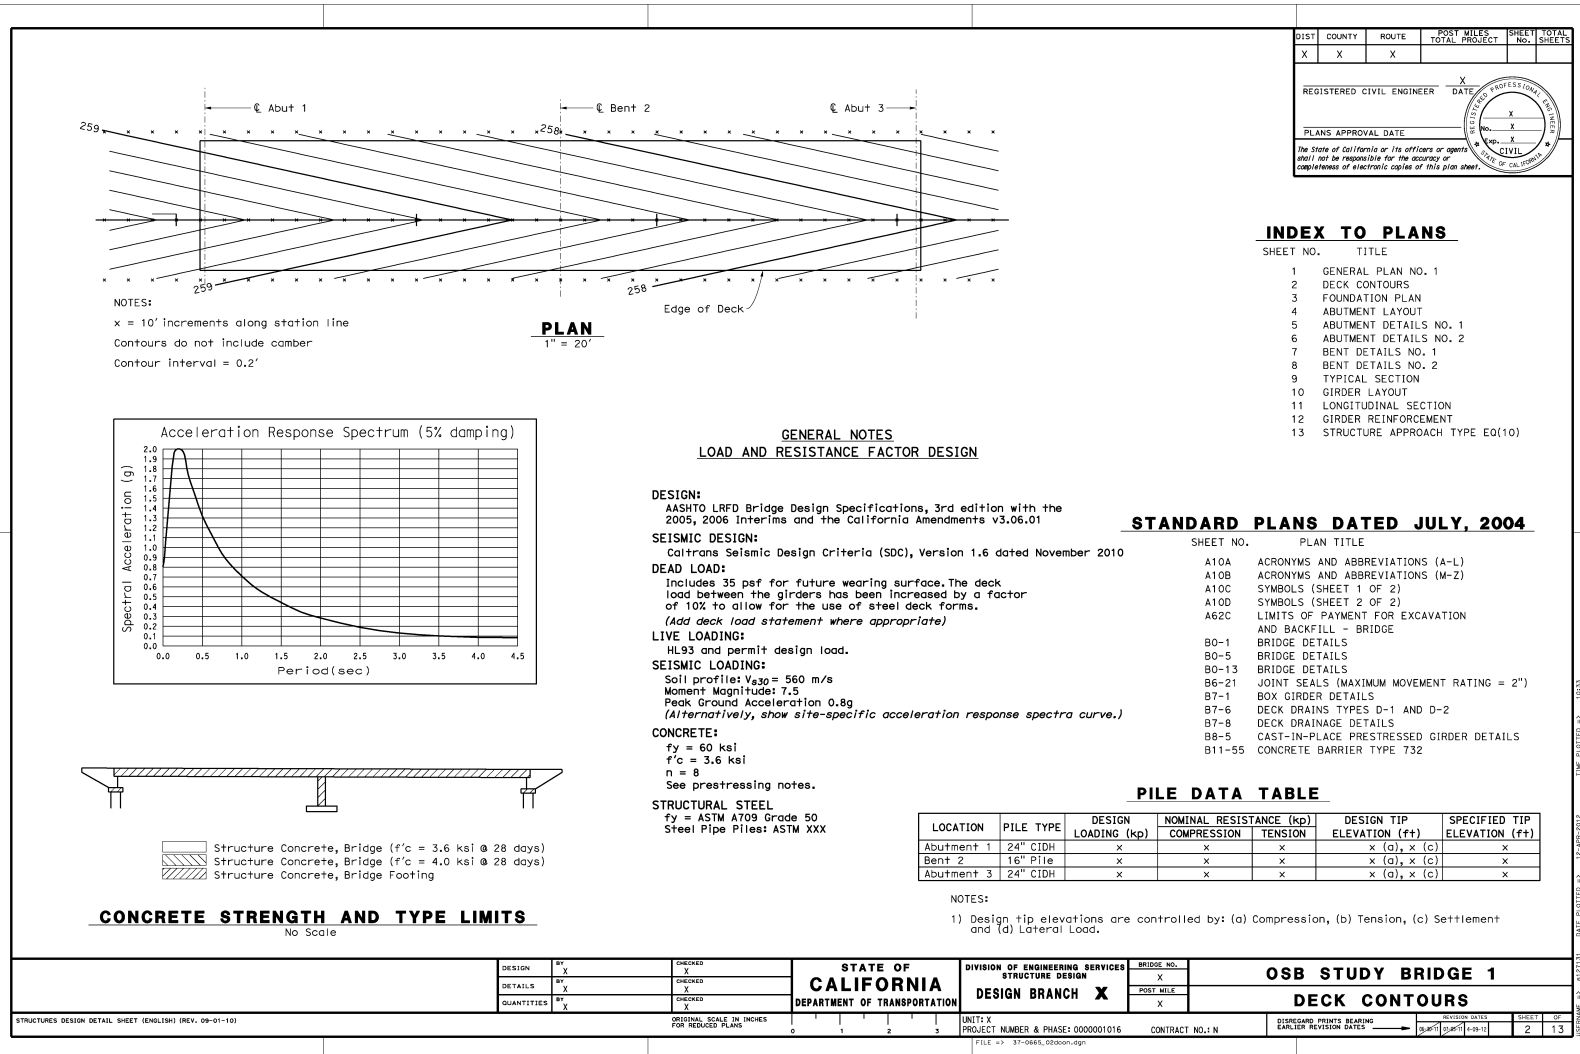 DIST COUNTY ROUTE POST MILES TOTAL PROJECT SHEET No. TOTAL SHEETS
X X X
REGISTERED CIVIL ENGINEER
X
DATE
PLANS APPROVAL DATE
The State of California or its officers or agents
shall not be responsible for the accuracy or
completeness of electronic copies of this plan sheet.
REGISTERED PROFESSIONAL ENGINEER
X
No. X
Exp. X
CIVIL
STATE OF CALIFORNIA
℄ Abut 1
℄ Bent 2
℄ Abut 3
259
258
259
258
Edge of Deck
NOTES:
x = 10' increments along station line
Contours do not include camber
Contour interval = 0.2'
PLAN
1" = 20'
INDEX TO PLANS
SHEET NO. TITLE
1 GENERAL PLAN NO. 1
2 DECK CONTOURS
3 FOUNDATION PLAN
4 ABUTMENT LAYOUT
5 ABUTMENT DETAILS NO. 1
6 ABUTMENT DETAILS NO. 2
7 BENT DETAILS NO. 1
8 BENT DETAILS NO. 2
9 TYPICAL SECTION
10 GIRDER LAYOUT
11 LONGITUDINAL SECTION
12 GIRDER REINFORCEMENT
13 STRUCTURE APPROACH TYPE EQ(10)
Acceleration Response Spectrum (5% damping)
Spectral Acceleration (g)
2.0
1.9
1.8
1.7
1.6
1.5
1.4
1.3
1.2
1.1
1.0
0.9
0.8
0.7
0.6
0.5
0.4
0.3
0.2
0.1
0.0
0.0 0.5 1.0 1.5 2.0 2.5 3.0 3.5 4.0 4.5
Period(sec)
GENERAL NOTES
LOAD AND RESISTANCE FACTOR DESIGN
DESIGN:
AASHTO LRFD Bridge Design Specifications, 3rd edition with the
2005, 2006 Interims and the California Amendments v3.06.01
SEISMIC DESIGN:
Caltrans Seismic Design Criteria (SDC), Version 1.6 dated November 2010
DEAD LOAD:
Includes 35 psf for future wearing surface. The deck
load between the girders has been increased by a factor
of 10% to allow for the use of steel deck forms.
(Add deck load statement where appropriate)
LIVE LOADING:
HL93 and permit design load.
SEISMIC LOADING:
Soil profile: Vs30 = 560 m/s
Moment Magnitude: 7.5
Peak Ground Acceleration 0.8g
(Alternatively, show site-specific acceleration response spectra curve.)
CONCRETE:
fy = 60 ksi
f'c = 3.6 ksi
n = 8
See prestressing notes.
STRUCTURAL STEEL
fy = ASTM A709 Grade 50
Steel Pipe Piles: ASTM XXX
STANDARD PLANS DATED JULY, 2004
SHEET NO. PLAN TITLE
A10A ACRONYMS AND ABBREVIATIONS (A-L)
A10B ACRONYMS AND ABBREVIATIONS (M-Z)
A10C SYMBOLS (SHEET 1 OF 2)
A10D SYMBOLS (SHEET 2 OF 2)
A62C LIMITS OF PAYMENT FOR EXCAVATION
AND BACKFILL - BRIDGE
B0-1 BRIDGE DETAILS
B0-5 BRIDGE DETAILS
B0-13 BRIDGE DETAILS
B6-21 JOINT SEALS (MAXIMUM MOVEMENT RATING = 2")
B7-1 BOX GIRDER DETAILS
B7-6 DECK DRAINS TYPES D-1 AND D-2
B7-8 DECK DRAINAGE DETAILS
B8-5 CAST-IN-PLACE PRESTRESSED GIRDER DETAILS
B11-55 CONCRETE BARRIER TYPE 732
Structure Concrete, Bridge (f'c = 3.6 ksi @ 28 days)
Structure Concrete, Bridge (f'c = 4.0 ksi @ 28 days)
Structure Concrete, Bridge Footing
CONCRETE STRENGTH AND TYPE LIMITS
No Scale
PILE DATA TABLE
LOCATION PILE TYPE DESIGN LOADING (kp) NOMINAL RESISTANCE (kp) COMPRESSION TENSION DESIGN TIP ELEVATION (ft) SPECIFIED TIP ELEVATION (ft)
Abutment 1 24" CIDH x x x x (a), x (c) x
Bent 2 16" Pile x x x x (a), x (c) x
Abutment 3 24" CIDH x x x x (a), x (c) x
NOTES:
1) Design tip elevations are controlled by: (a) Compression, (b) Tension, (c) Settlement
and (d) Lateral Load.
DESIGN BY X CHECKED X
DETAILS BY X CHECKED X
QUANTITIES BY X CHECKED X
STATE OF
CALIFORNIA
DEPARTMENT OF TRANSPORTATION
DIVISION OF ENGINEERING SERVICES
STRUCTURE DESIGN
DESIGN BRANCH X
BRIDGE NO.
X
POST MILE
X
OSB STUDY BRIDGE 1
DECK CONTOURS
STRUCTURES DESIGN DETAIL SHEET (ENGLISH) (REV. 09-01-10)
ORIGINAL SCALE IN INCHES
FOR REDUCED PLANS
0 1 2 3
UNIT: X
PROJECT NUMBER & PHASE: 0000001016 CONTRACT NO.: N
DISREGARD PRINTS BEARING
EARLIER REVISION DATES
REVISION DATES
4-09-12
SHEET OF
2 13
FILE => 37-0665_02doon.dgn
USERNAME => s127131 DATE PLOTTED => 12-APR-2012 TIME PLOTTED => 10:33